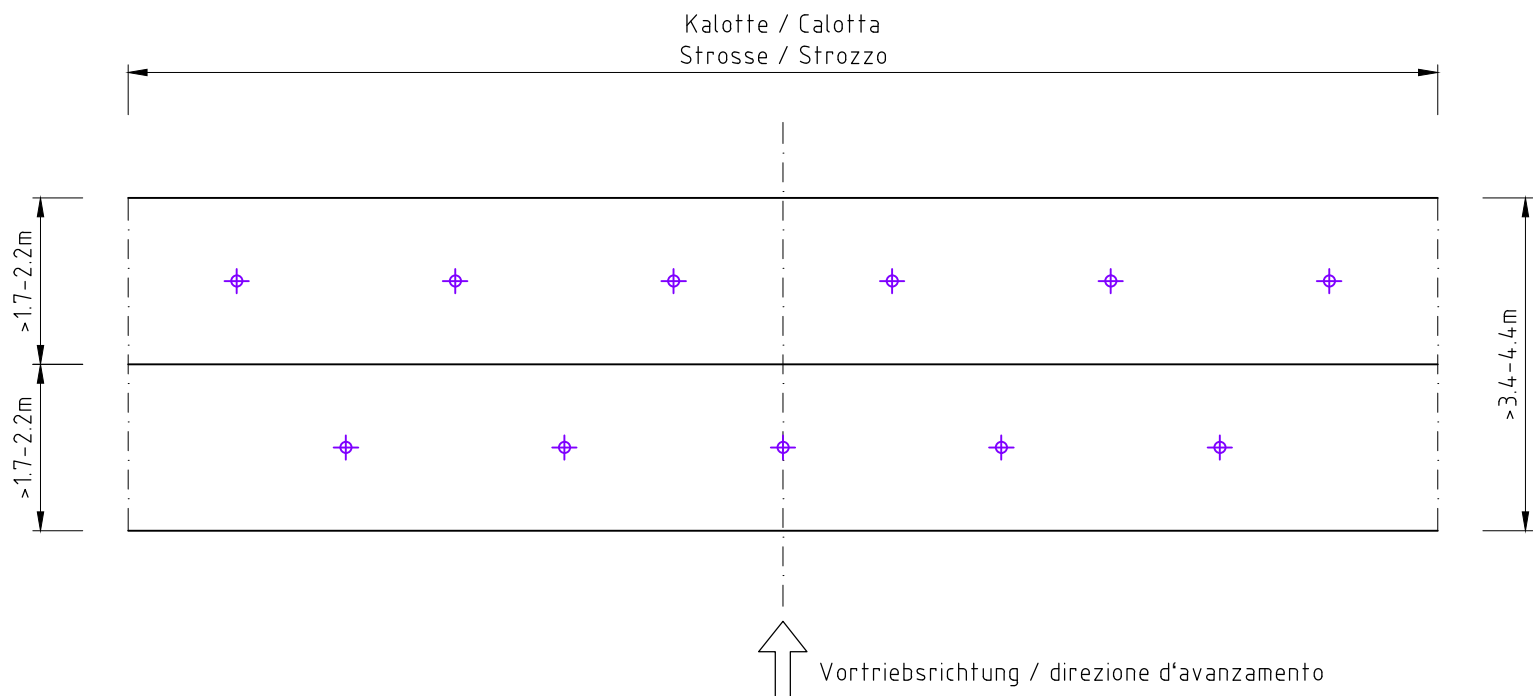 Kalotte / Calotta
Strosse / Strozzo
>1.7-2.2m
>1.7-2.2m
>3.4-4.4m
Vortriebsrichtung / direzione d'avanzamento